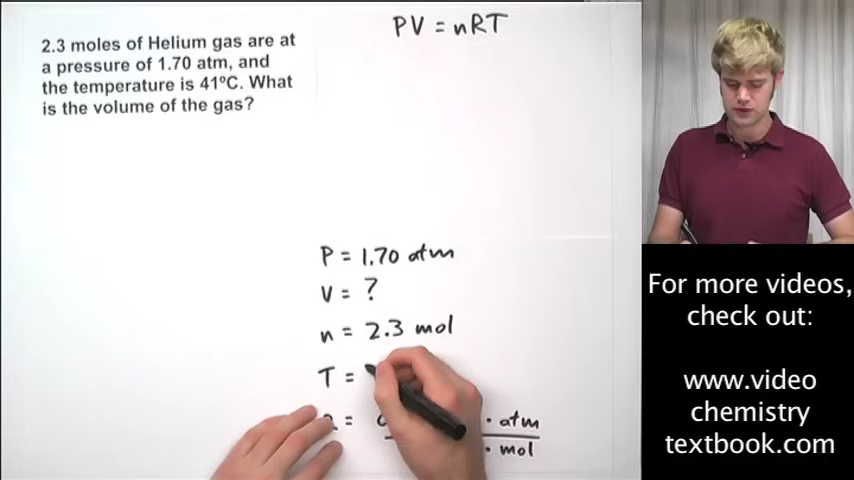 2.3 moles of Helium gas are at
a pressure of 1.70 atm, and
the temperature is 41ºC. What
is the volume of the gas?
PV = nRT
P = 1.70 atm
V = ?
n = 2.3 mol
T =
= · atm
· mol
For more videos,
check out:
www.video
chemistry
textbook.com